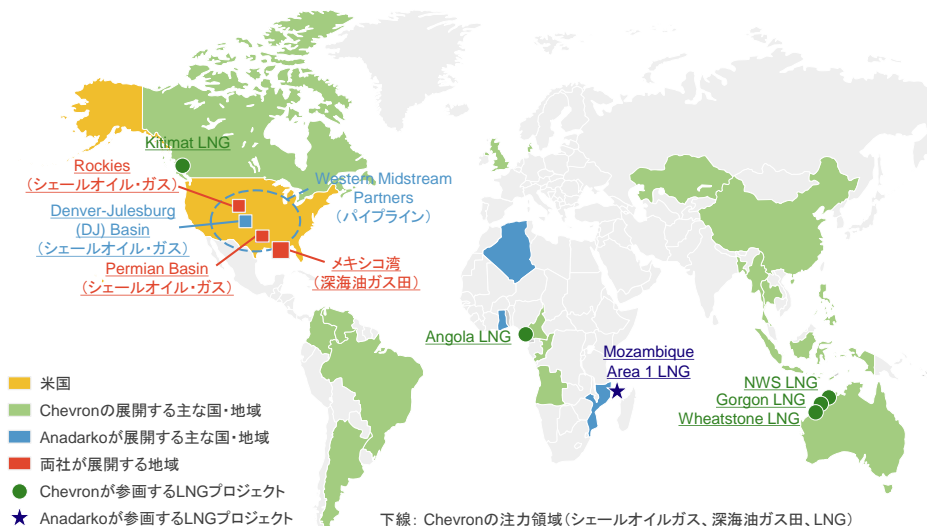 Kitimat LNG
Rockies
（シェールオイル・ガス）
Denver-Julesburg
(DJ) Basin
（シェールオイル・ガス）
Permian Basin
（シェールオイル・ガス）
Western Midstream
Partners
（パイプライン）
メキシコ湾
（深海油ガス田）
Angola LNG
Mozambique
Area 1 LNG
NWS LNG
Gorgon LNG
Wheatstone LNG
米国
Chevronの展開する主な国・地域
Anadarkoが展開する主な国・地域
両社が展開する地域
Chevronが参画するLNGプロジェクト
Anadarkoが参画するLNGプロジェクト
下線： Chevronの注力領域（シェールオイルガス、深海油ガス田、LNG）